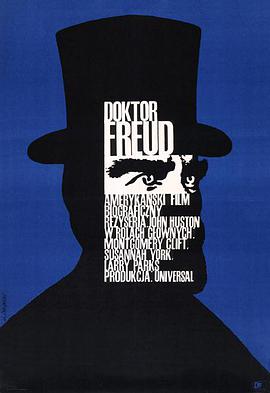 DOKTOR
FREUD
AMERYKAŃSKI FILM
BIOGRAFICZNY
REŻYSERIA: JOHN HUSTON
W ROLACH GŁÓWNYCH:
MONTGOMERY CLIFT,
SUSANNAH YORK,
LARRY PARKS
PRODUKCJA: UNIVERSAL